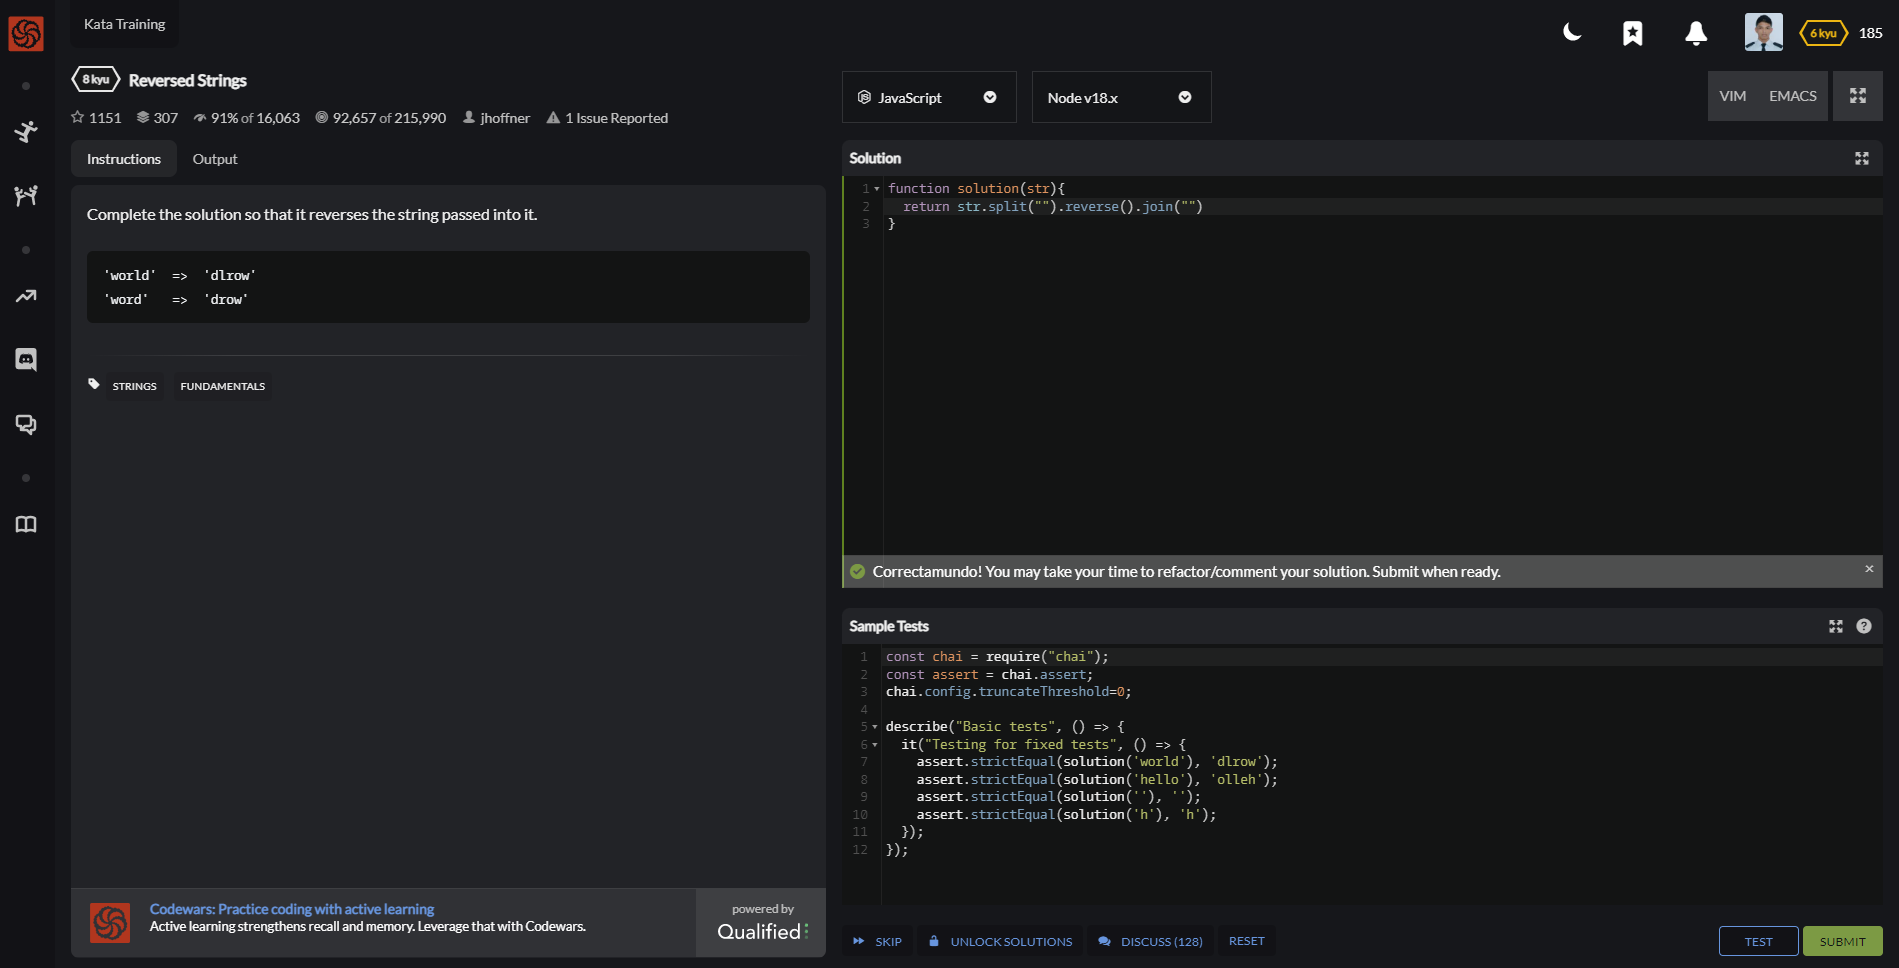 Kata Training
6 kyu 185
8 kyu Reversed Strings
1151 307 91% of 16,063 92,657 of 215,990 jhoffner 1 Issue Reported
Instructions Output
Complete the solution so that it reverses the string passed into it.
'world'  =>  'dlrow'
'word'   =>  'drow'
STRINGS FUNDAMENTALS
Codewars: Practice coding with active learning
Active learning strengthens recall and memory. Leverage that with Codewars.
powered by
Qualified
JavaScript Node v18.x VIM EMACS
Solution
1 function solution(str){
2   return str.split("").reverse().join("")
3 }
Correctamundo! You may take your time to refactor/comment your solution. Submit when ready. ×
Sample Tests ?
1 const chai = require("chai");
2 const assert = chai.assert;
3 chai.config.truncateThreshold=0;
4
5 describe("Basic tests", () => {
6   it("Testing for fixed tests", () => {
7     assert.strictEqual(solution('world'), 'dlrow');
8     assert.strictEqual(solution('hello'), 'olleh');
9     assert.strictEqual(solution(''), '');
10     assert.strictEqual(solution('h'), 'h');
11   });
12 });
SKIP UNLOCK SOLUTIONS DISCUSS (128) RESET TEST SUBMIT